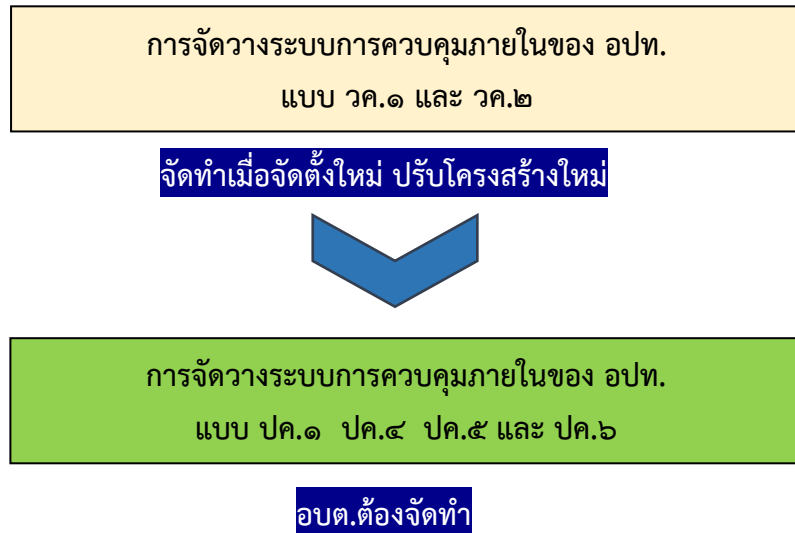 การจัดวางระบบการควบคุมภายในของ อปท.
แบบ วค.๑ และ วค.๒
จัดทำเมื่อจัดตั้งใหม่ ปรับโครงสร้างใหม่
การจัดวางระบบการควบคุมภายในของ อปท.
แบบ ปค.๑ ปค.๔ ปค.๕ และ ปค.๖
อบต.ต้องจัดทำ